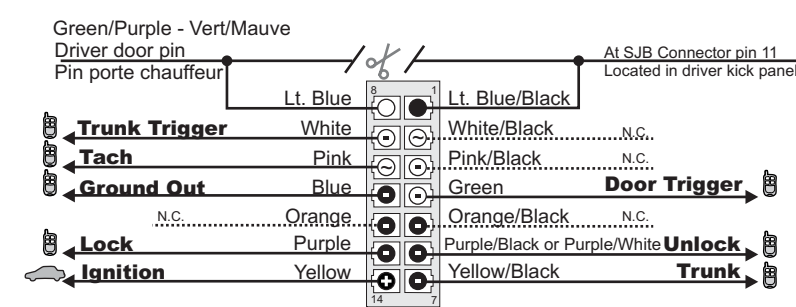 Green/Purple - Vert/Mauve
Driver door pin
Pin porte chauffeur
At SJB Connector pin 11
Located in driver kick panel
8 1
Lt. Blue Lt. Blue/Black
Trunk Trigger White White/Black N.C.
Tach Pink Pink/Black N.C.
Ground Out Blue Green Door Trigger
N.C. Orange Orange/Black N.C.
Lock Purple Purple/Black or Purple/White Unlock
Ignition Yellow Yellow/Black Trunk
14 7